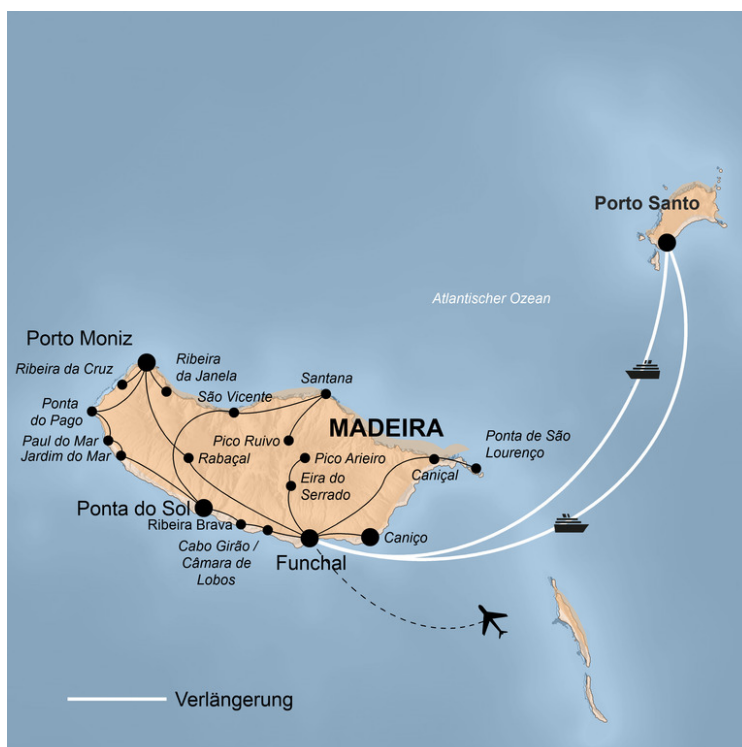 Porto Santo
Atlantischer Ozean
Porto Moniz
Ribeira da Cruz
Ribeira
da Janela
Santana
São Vicente
Ponta
do Pago
MADEIRA
Paul do Mar
Jardim do Mar
Pico Ruivo
Rabaçal
Pico Arieiro
Ponta de São
Lourenço
Caniçal
Eira do
Serrado
Ponta do Sol
Ribeira Brava
Caniço
Cabo Girão /
Câmara de
Lobos
Funchal
Verlängerung